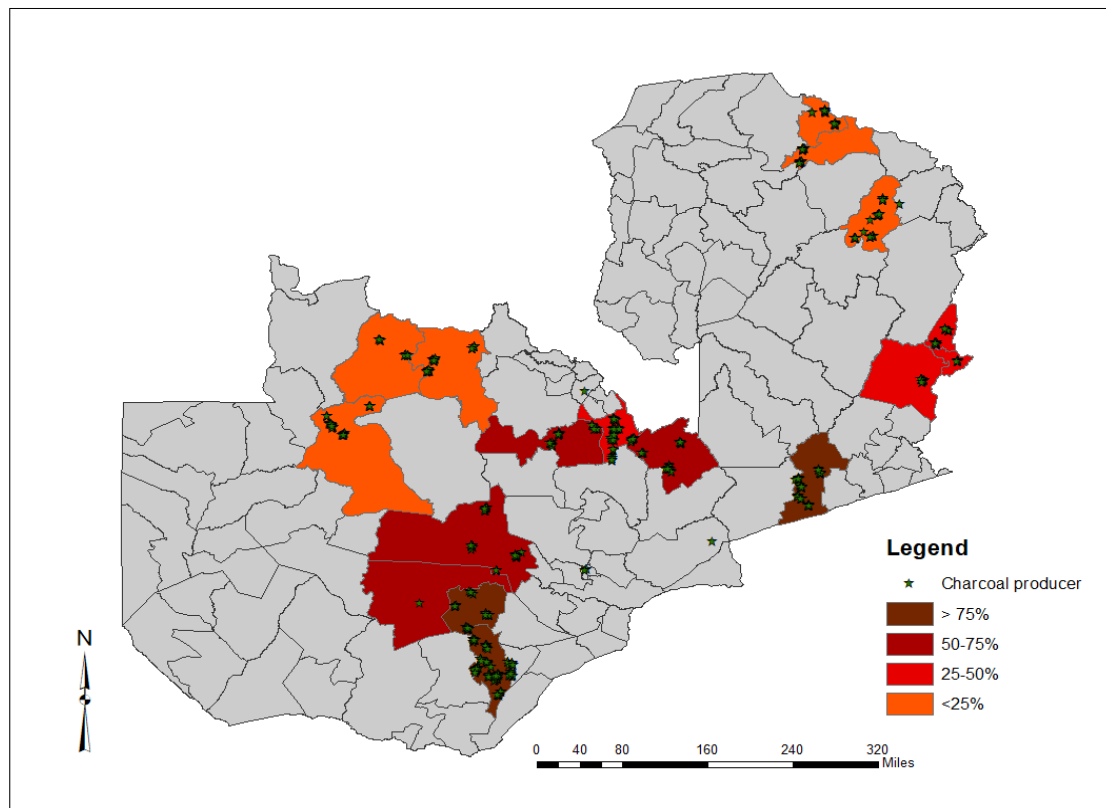 Legend
Charcoal producer
> 75%
50-75%
25-50%
<25%
N
0 40 80 160 240 320
Miles